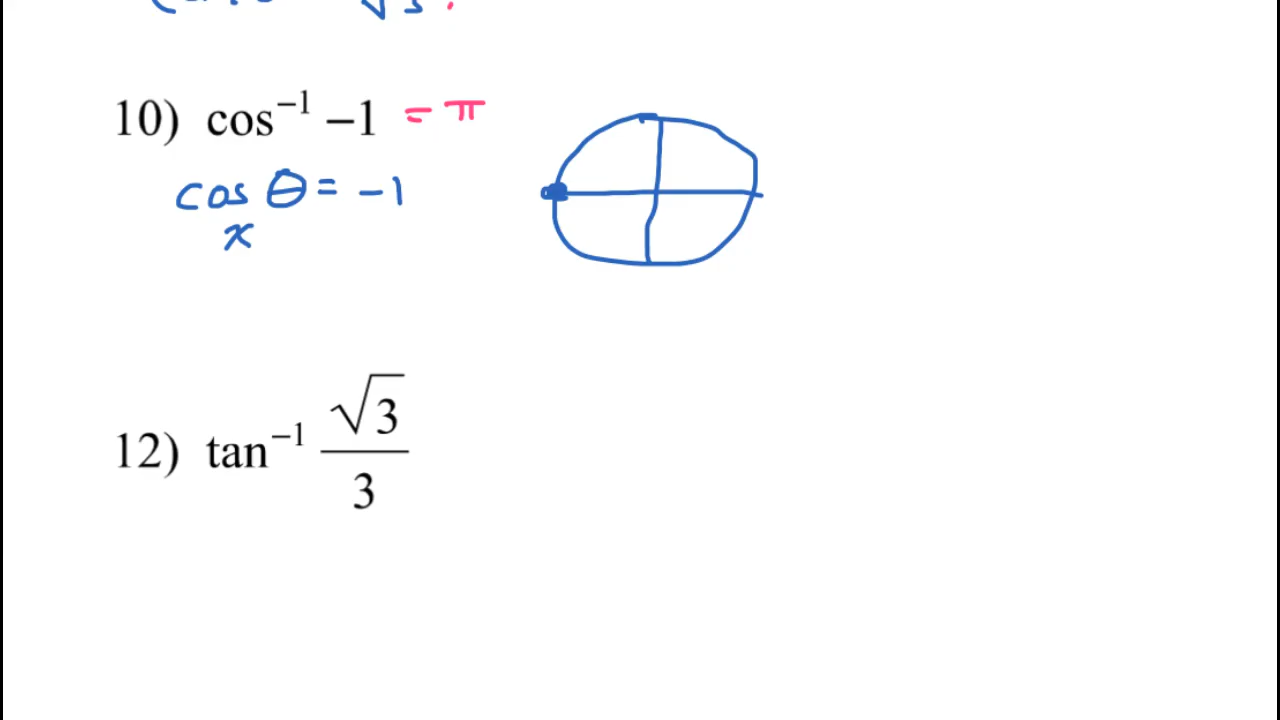 10) cos⁻¹ −1 = π
cos θ = −1
x
12) tan⁻¹ √3/3